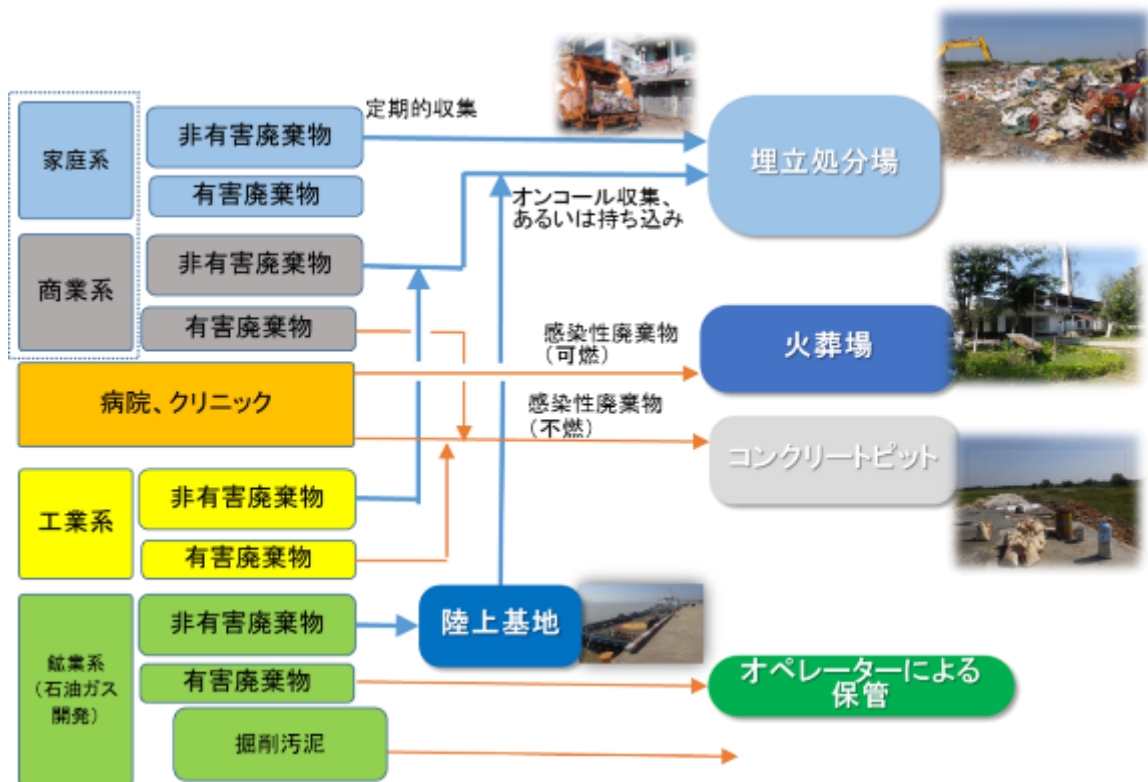 定期的収集
家庭系
非有害廃棄物
有害廃棄物
埋立処分場
オンコール収集、
あるいは持ち込み
商業系
非有害廃棄物
有害廃棄物
感染性廃棄物
(可燃)
火葬場
病院、クリニック
感染性廃棄物
(不燃)
コンクリートピット
工業系
非有害廃棄物
有害廃棄物
鉱業系
(石油ガス
開発)
非有害廃棄物
陸上基地
有害廃棄物
オペレーターによる
保管
掘削汚泥